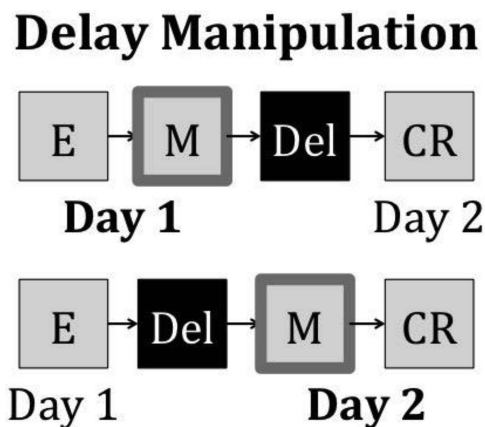 Delay Manipulation
E M Del CR
Day 1 Day 2
E Del M CR
Day 1 Day 2